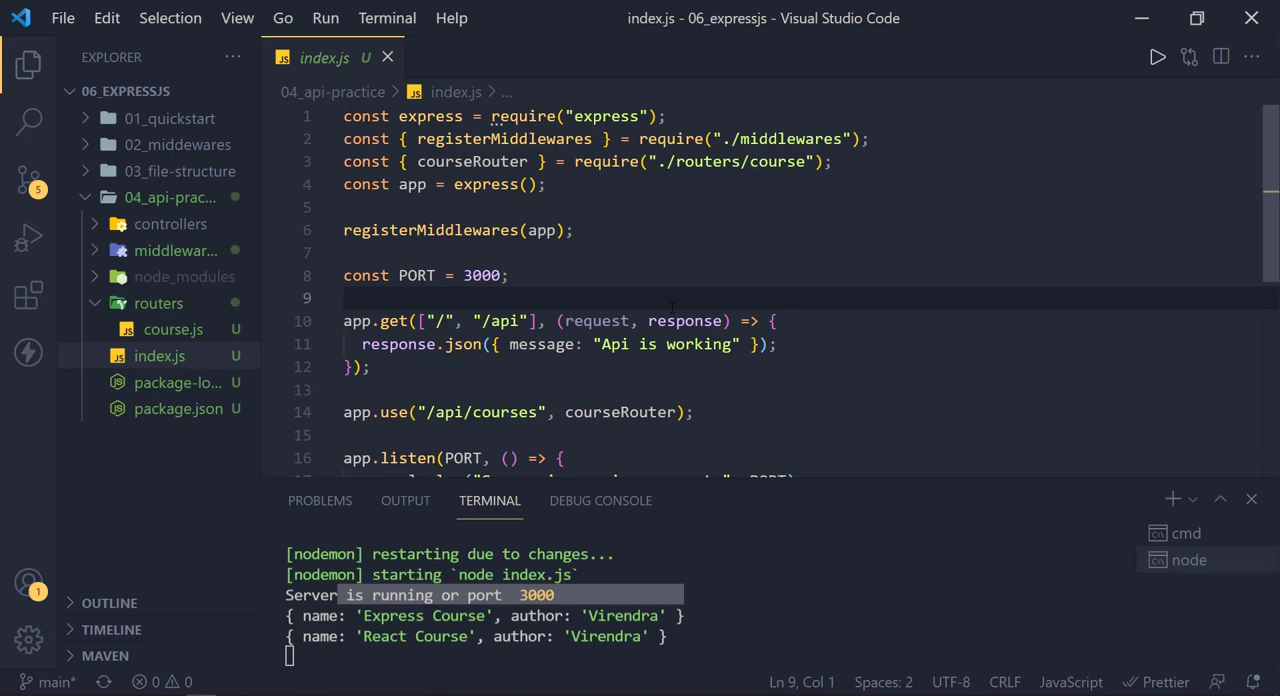 File Edit Selection View Go Run Terminal Help index.js - 06_expressjs - Visual Studio Code
EXPLORER
06_EXPRESSJS
01_quickstart
02_middewares
03_file-structure
04_api-prac...
controllers
middlewar...
node_modules
routers
course.js U
index.js U
package-lo... U
package.json U
OUTLINE
TIMELINE
MAVEN
5
1
index.js U
04_api-practice > index.js > ...
1 const express = require("express");
2 const { registerMiddlewares } = require("./middlewares");
3 const { courseRouter } = require("./routers/course");
4 const app = express();
5
6 registerMiddlewares(app);
7
8 const PORT = 3000;
9
10 app.get(["/", "/api"], (request, response) => {
11 response.json({ message: "Api is working" });
12 });
13
14 app.use("/api/courses", courseRouter);
15
16 app.listen(PORT, () => {
PROBLEMS OUTPUT TERMINAL DEBUG CONSOLE
[nodemon] restarting due to changes...
[nodemon] starting `node index.js`
Server is running or port 3000
{ name: 'Express Course', author: 'Virendra' }
{ name: 'React Course', author: 'Virendra' }
cmd
node
main* 0 0 Ln 9, Col 1 Spaces: 2 UTF-8 CRLF JavaScript Prettier